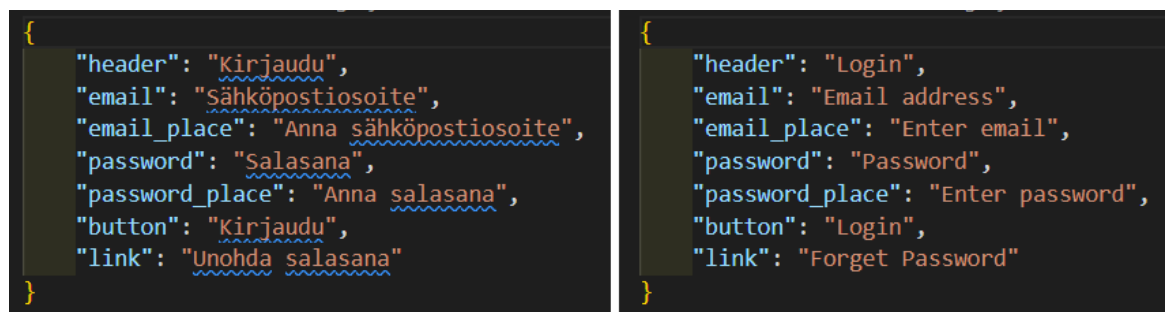 {
"header": "Kirjaudu",
"email": "Sähköpostiosoite",
"email_place": "Anna sähköpostiosoite",
"password": "Salasana",
"password_place": "Anna salasana",
"button": "Kirjaudu",
"link": "Unohda salasana"
}
{
"header": "Login",
"email": "Email address",
"email_place": "Enter email",
"password": "Password",
"password_place": "Enter password",
"button": "Login",
"link": "Forget Password"
}